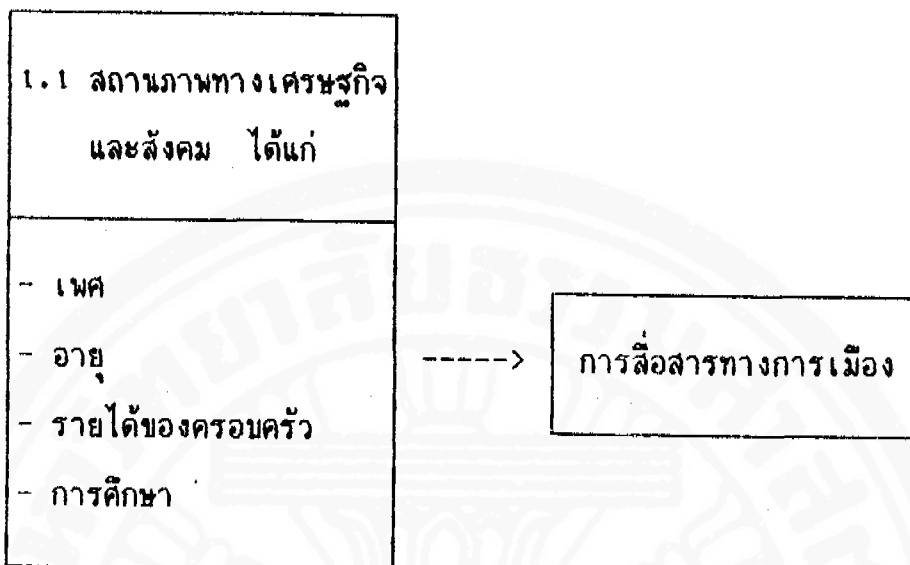 1.1 สถานภาพทางเศรษฐกิจ
และสังคม ได้แก่
- เพศ
- อายุ
- รายได้ของครอบครัว
- การศึกษา
-----> การสื่อสารทางการเมือง